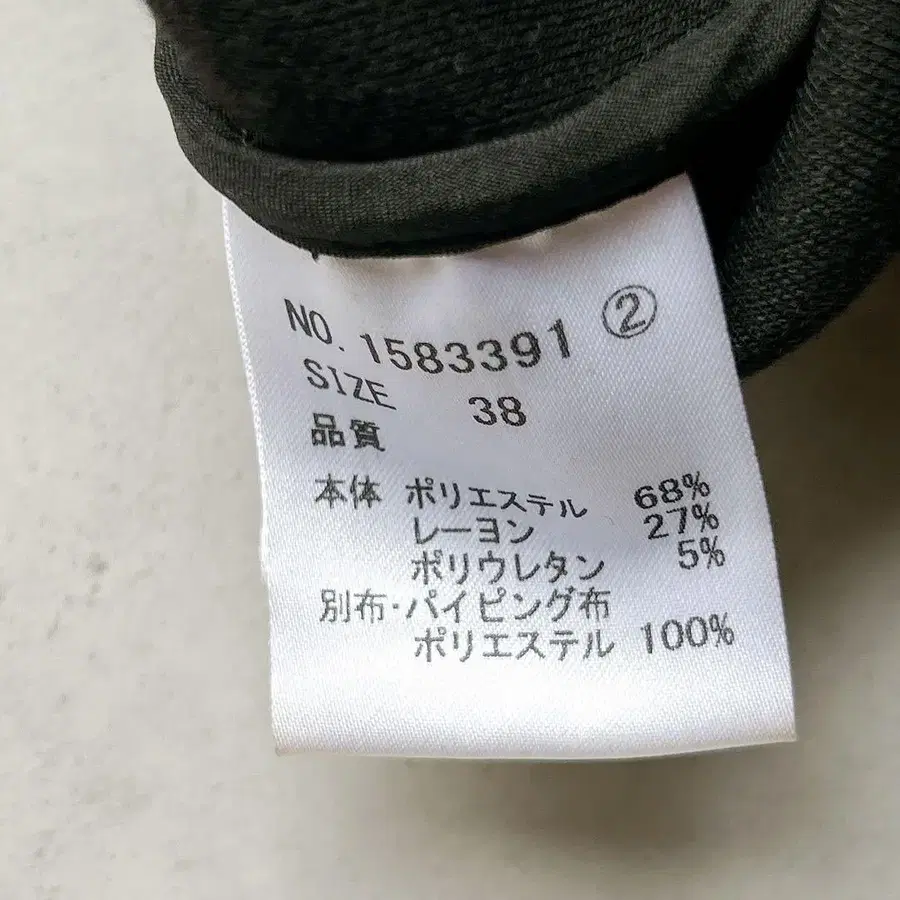 NO. 1583391 ②
SIZE 38
品質
本体 ポリエステル 68%
レーヨン 27%
ポリウレタン 5%
別布・パイピング布
ポリエステル 100%